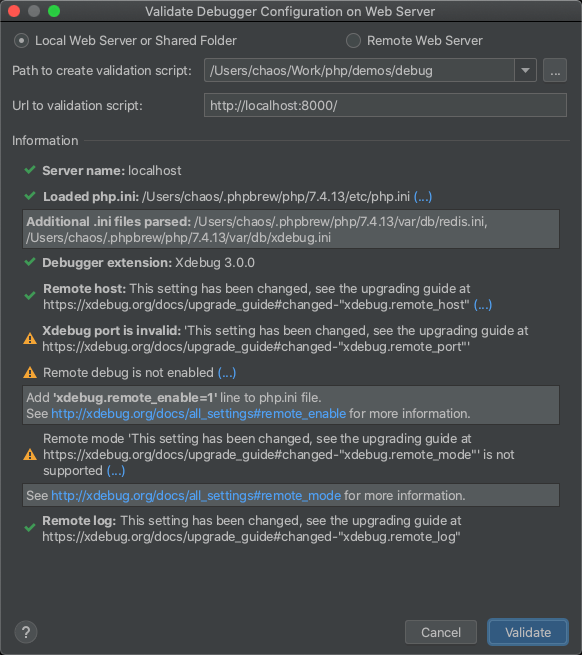 Validate Debugger Configuration on Web Server
Local Web Server or Shared Folder
Remote Web Server
Path to create validation script:
/Users/chaos/Work/php/demos/debug
...
Url to validation script:
http://localhost:8000/
Information
Server name: localhost
Loaded php.ini: /Users/chaos/.phpbrew/php/7.4.13/etc/php.ini (...)
Additional .ini files parsed: /Users/chaos/.phpbrew/php/7.4.13/var/db/redis.ini,
/Users/chaos/.phpbrew/php/7.4.13/var/db/xdebug.ini
Debugger extension: Xdebug 3.0.0
Remote host: This setting has been changed, see the upgrading guide at
https://xdebug.org/docs/upgrade_guide#changed-"xdebug.remote_host" (...)
Xdebug port is invalid: 'This setting has been changed, see the upgrading guide at
https://xdebug.org/docs/upgrade_guide#changed-"xdebug.remote_port"'
Remote debug is not enabled (...)
Add 'xdebug.remote_enable=1' line to php.ini file.
See http://xdebug.org/docs/all_settings#remote_enable for more information.
Remote mode 'This setting has been changed, see the upgrading guide at
https://xdebug.org/docs/upgrade_guide#changed-"xdebug.remote_mode"' is not
supported (...)
See http://xdebug.org/docs/all_settings#remote_mode for more information.
Remote log: This setting has been changed, see the upgrading guide at
https://xdebug.org/docs/upgrade_guide#changed-"xdebug.remote_log"
?
Cancel
Validate